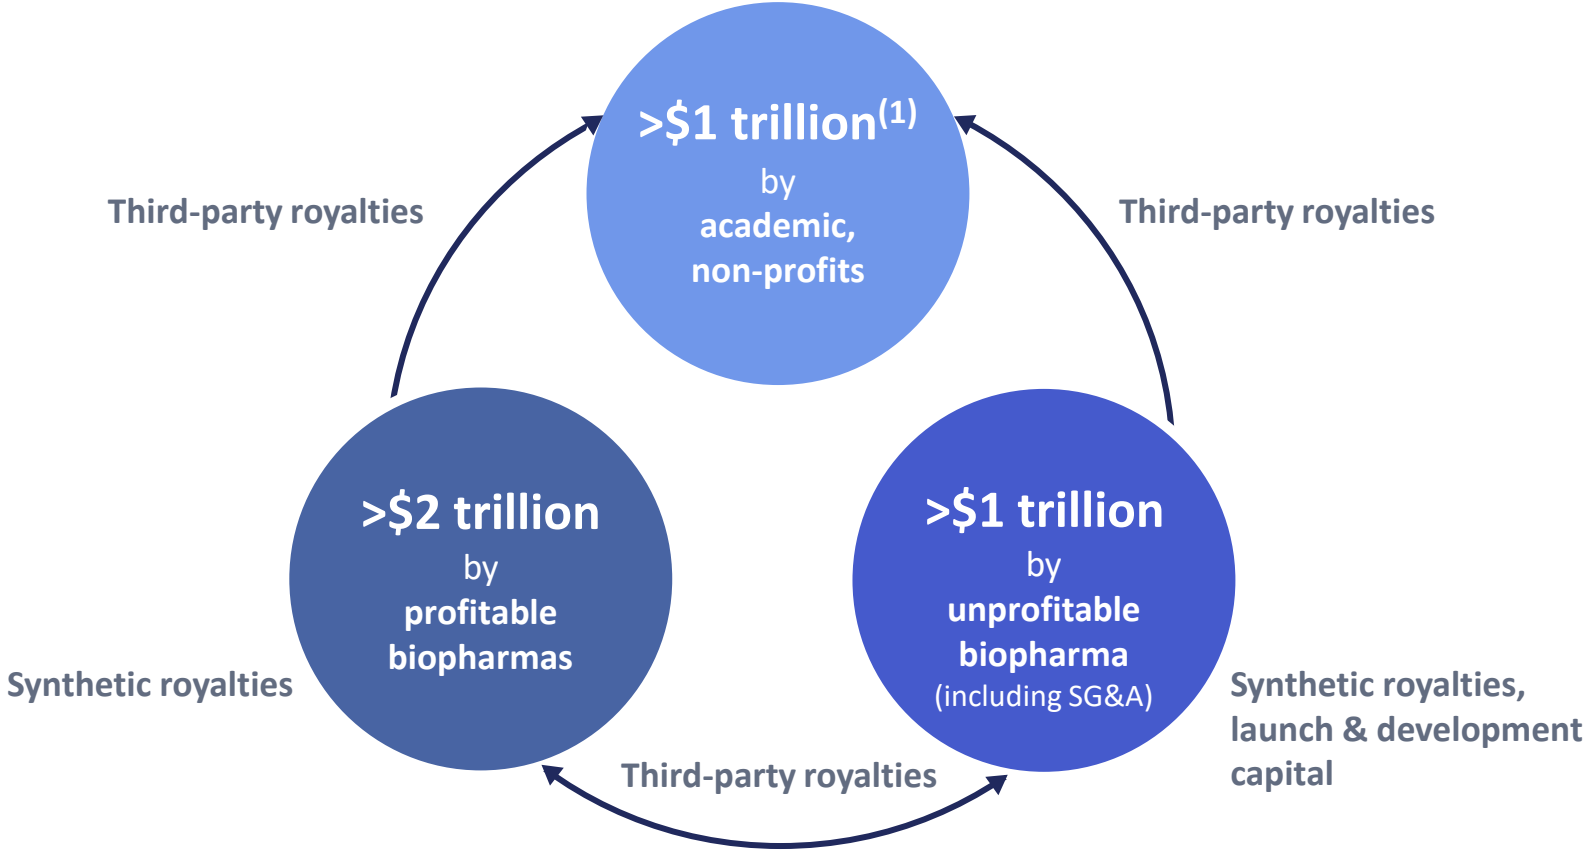 >$1 trillion(1)
by
academic,
non-profits
Third-party royalties
Third-party royalties
>$2 trillion
by
profitable
biopharmas
>$1 trillion
by
unprofitable
biopharma
(including SG&A)
Synthetic royalties
Synthetic royalties,
launch & development
capital
Third-party royalties